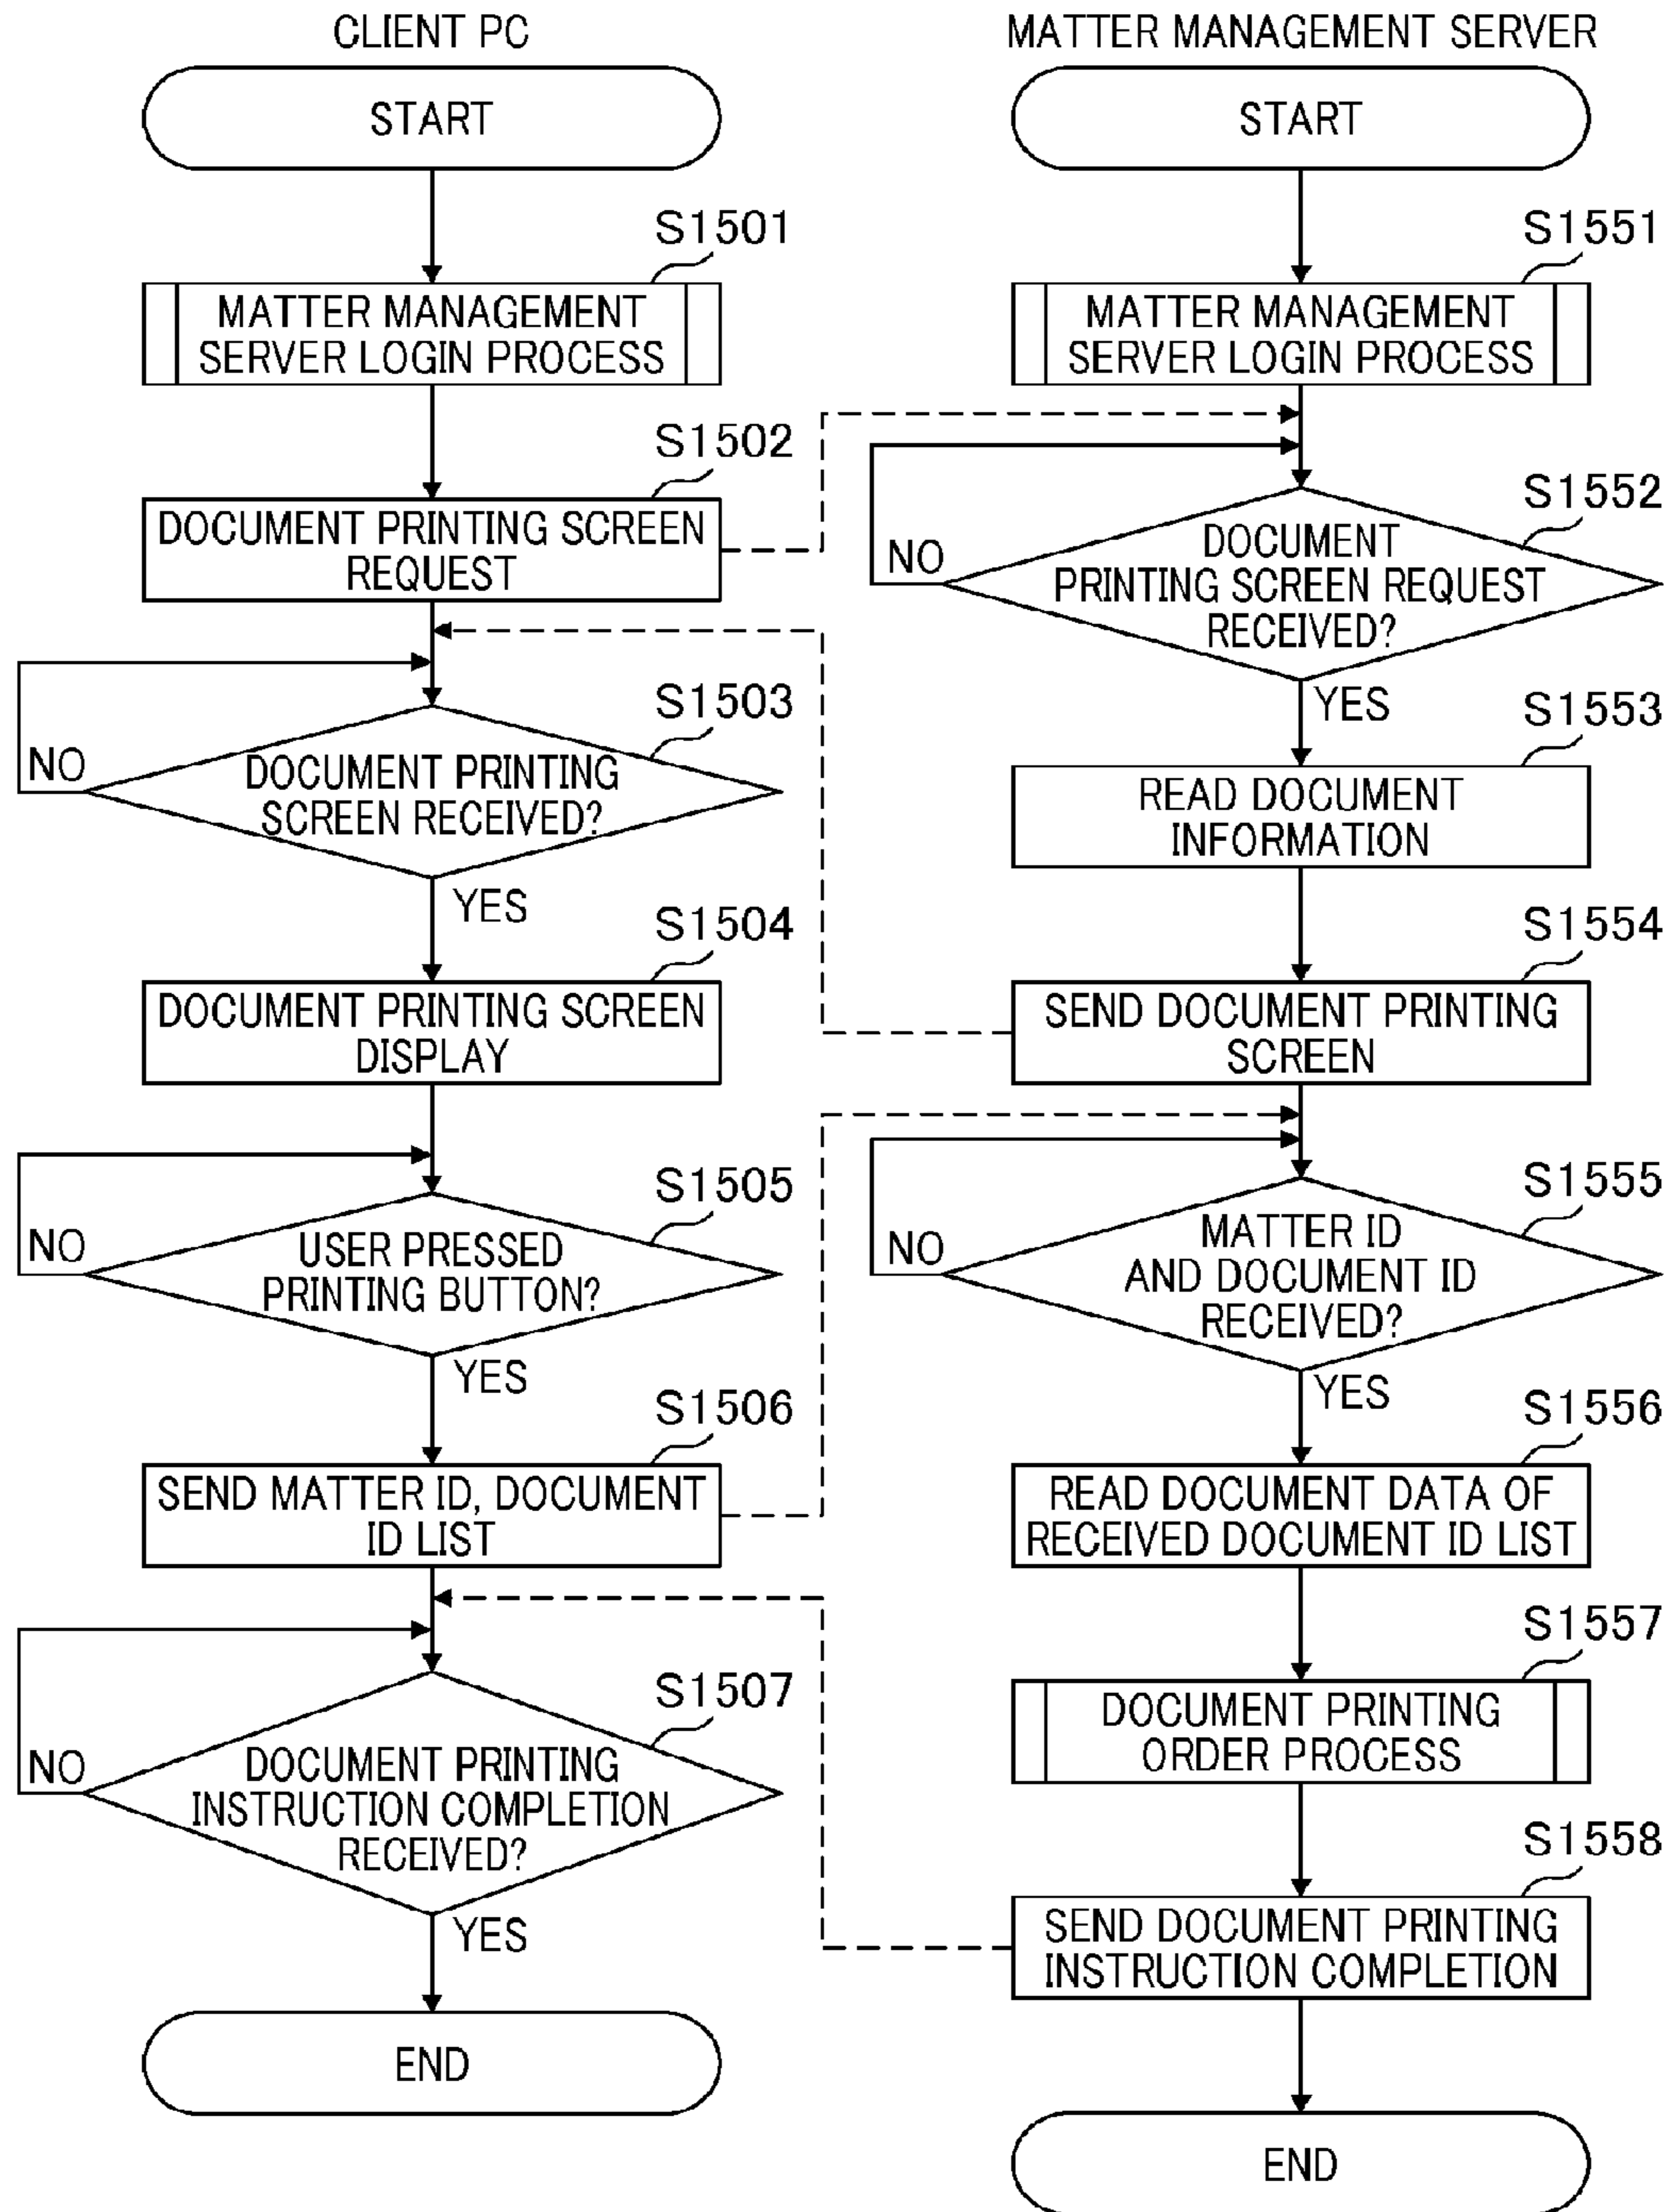 CLIENT PC
START
S1501
MATTER MANAGEMENT
SERVER LOGIN PROCESS
S1502
DOCUMENT PRINTING SCREEN
REQUEST
S1503
DOCUMENT PRINTING
SCREEN RECEIVED?
NO
YES
S1504
DOCUMENT PRINTING SCREEN
DISPLAY
S1505
USER PRESSED
PRINTING BUTTON?
NO
YES
S1506
SEND MATTER ID, DOCUMENT
ID LIST
S1507
DOCUMENT PRINTING
INSTRUCTION COMPLETION
RECEIVED?
NO
YES
END
MATTER MANAGEMENT SERVER
START
S1551
MATTER MANAGEMENT
SERVER LOGIN PROCESS
S1552
DOCUMENT
PRINTING SCREEN REQUEST
RECEIVED?
NO
YES
S1553
READ DOCUMENT
INFORMATION
S1554
SEND DOCUMENT PRINTING
SCREEN
S1555
MATTER ID
AND DOCUMENT ID
RECEIVED?
NO
YES
S1556
READ DOCUMENT DATA OF
RECEIVED DOCUMENT ID LIST
S1557
DOCUMENT PRINTING
ORDER PROCESS
S1558
SEND DOCUMENT PRINTING
INSTRUCTION COMPLETION
END